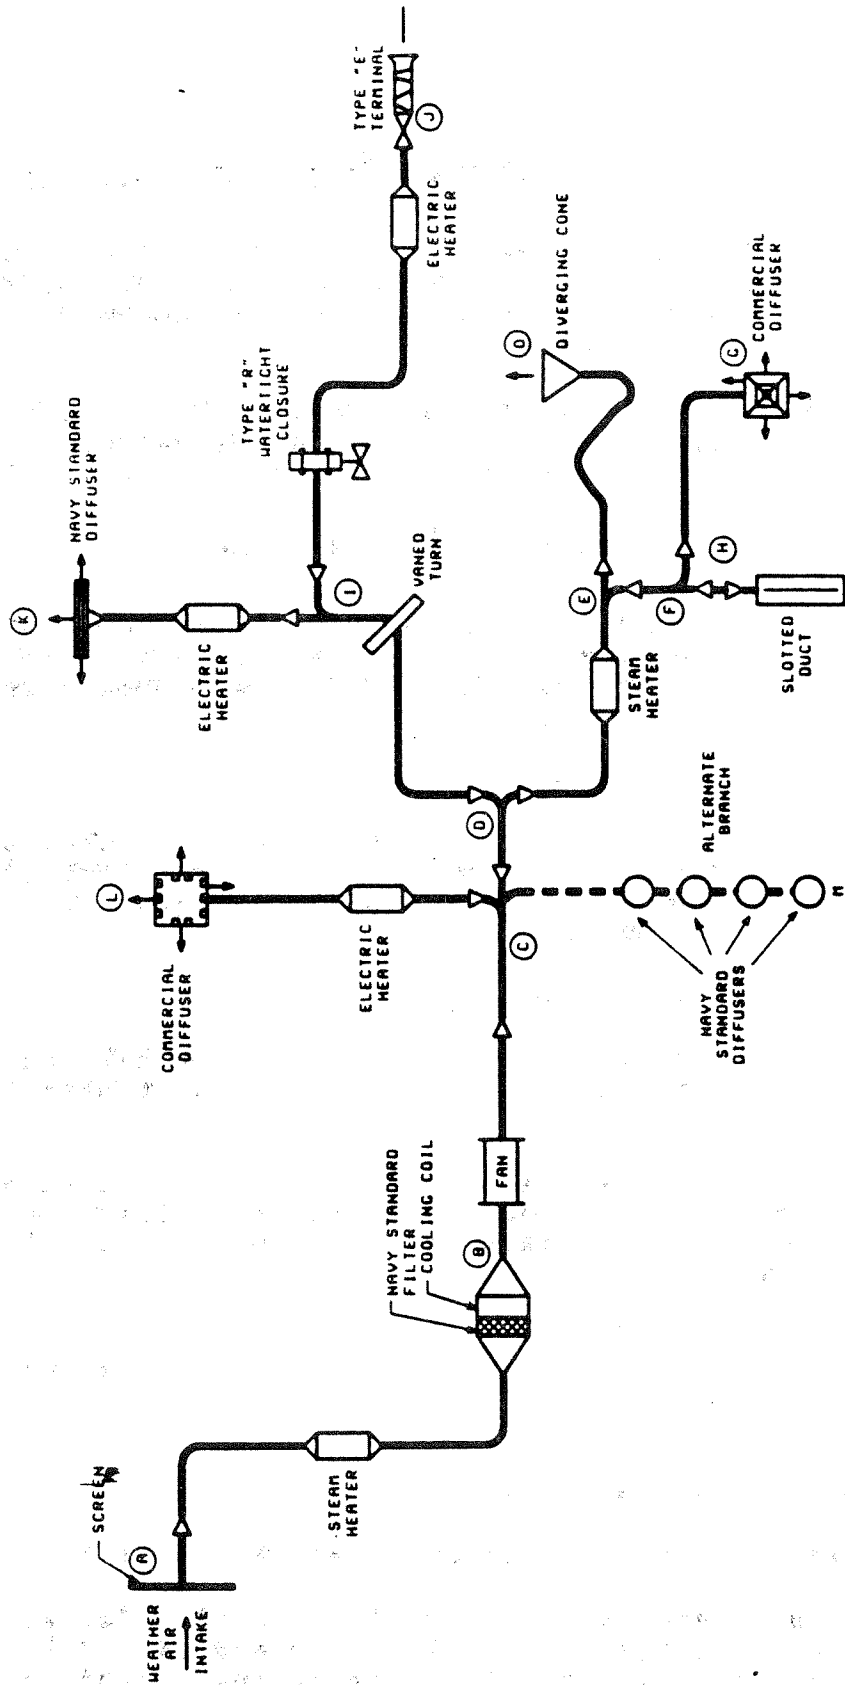 WEATHER
AIR
INTAKE
A
SCREEN
STEAM
HEATER
NAVY STANDARD
FILTER
COOLING COIL
B
FAN
C
COMMERCIAL
DIFFUSER
L
ELECTRIC
HEATER
NAVY
STANDARD
DIFFUSERS
M
ALTERNATE
BRANCH
D
STEAM
HEATER
E
F
SLOTTED
DUCT
H
G
COMMERCIAL
DIFFUSER
O
DIVERGING CONE
VANED
TURN
I
ELECTRIC
HEATER
K
NAVY STANDARD
DIFFUSER
TYPE "R"
WATERTIGHT
CLOSURE
ELECTRIC
HEATER
J
TYPE "E"
TERMINAL